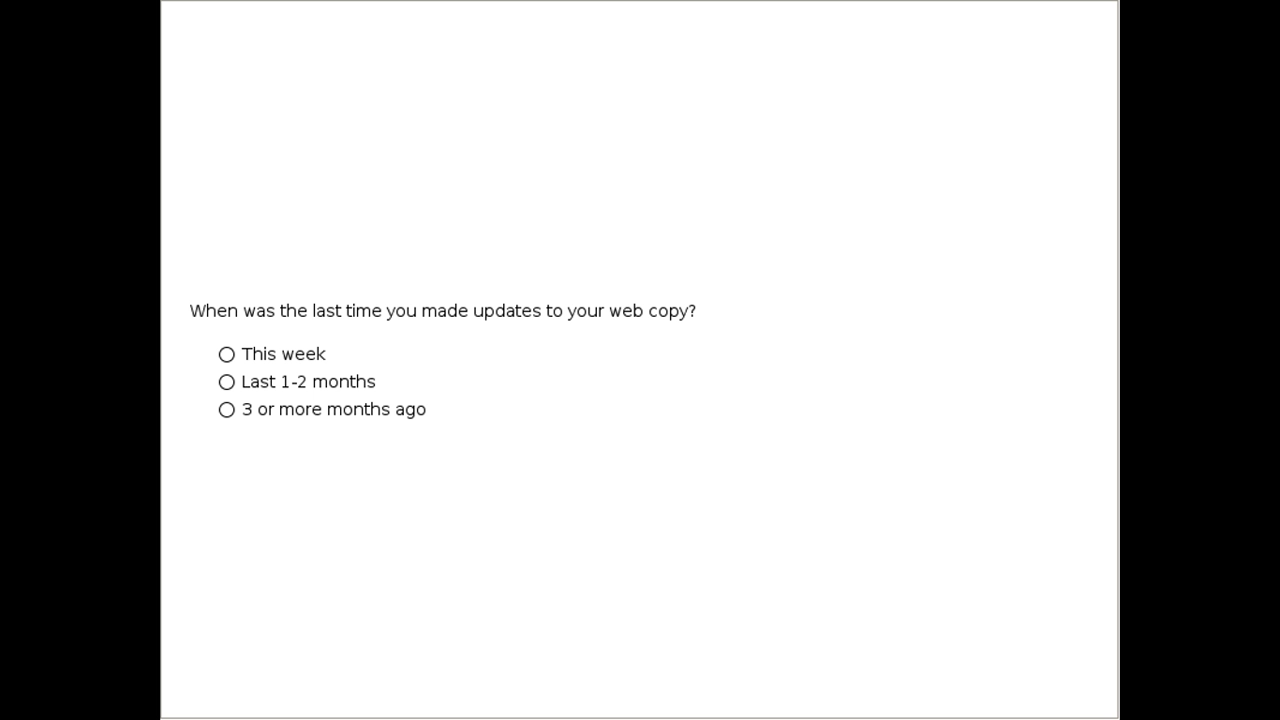 When was the last time you made updates to your web copy?
This week
Last 1-2 months
3 or more months ago